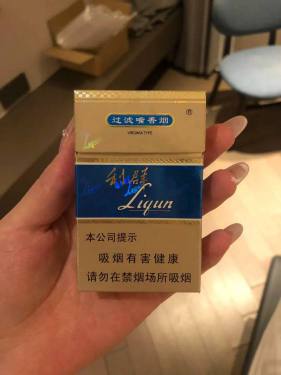 过滤嘴香烟
VIRGINIA TYPE
®
利群
Liqun
本公司提示
吸烟有害健康
请勿在禁烟场所吸烟